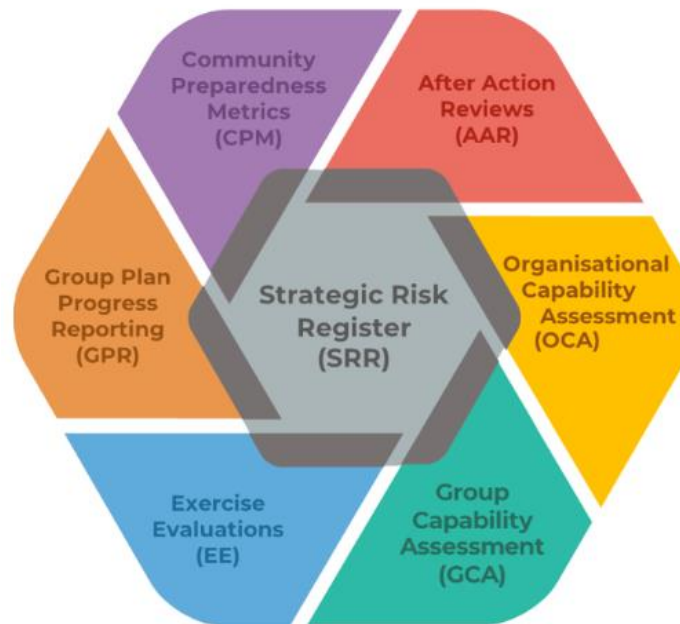 Community
Preparedness
Metrics
(CPM)
After Action
Reviews
(AAR)
Group Plan
Progress
Reporting
(GPR)
Strategic Risk
Register
(SRR)
Organisational
Capability
Assessment
(OCA)
Exercise
Evaluations
(EE)
Group
Capability
Assessment
(GCA)